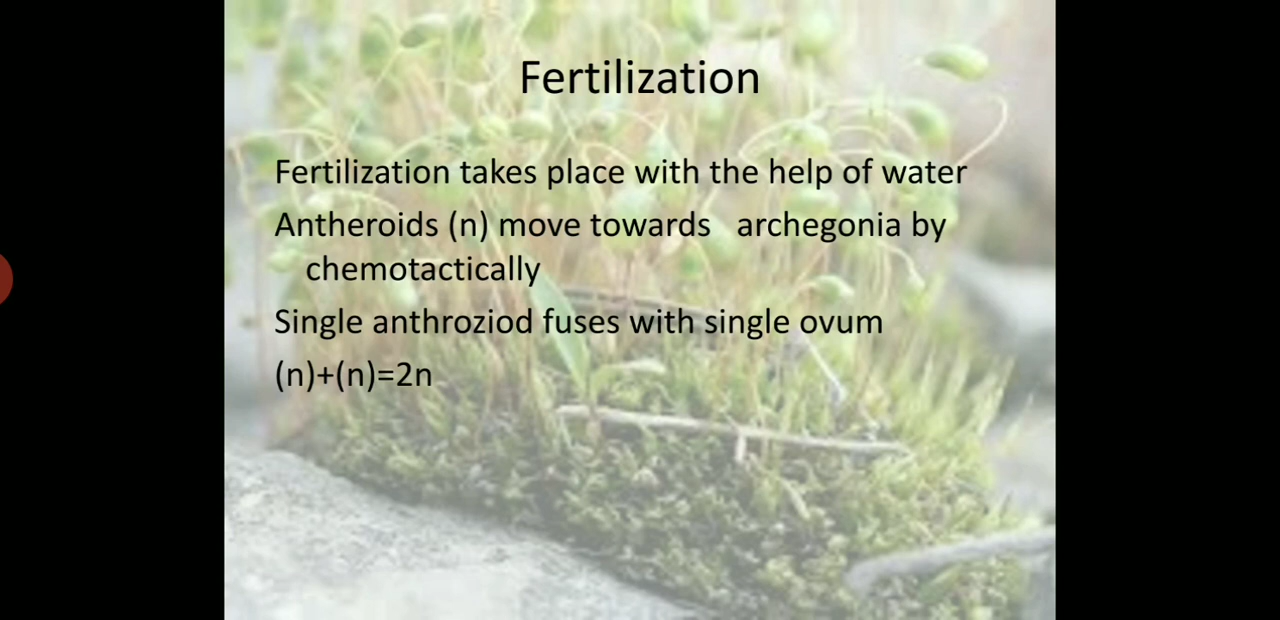 Fertilization
Fertilization takes place with the help of water
Antheroids (n) move towards   archegonia by
chemotactically
Single anthroziod fuses with single ovum
(n)+(n)=2n